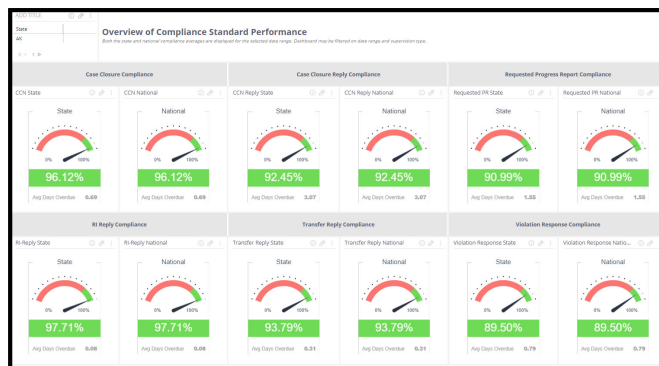 ADD TITLE
State
AK
Overview of Compliance Standard Performance
Both the state and national compliance averages are displayed for the selected date range. Dashboard may be filtered on date range and supervision type.
Case Closure Compliance
Case Closure Reply Compliance
Requested Progress Report Compliance
CCN State
CCN National
CCN Reply State
CCN Reply National
Requested PR State
Requested PR National
State
National
State
National
State
National
0% 100%
0% 100%
0% 100%
0% 100%
0% 100%
0% 100%
96.12%
96.12%
92.45%
92.45%
90.99%
90.99%
Avg Days Overdue 0.69
Avg Days Overdue 0.69
Avg Days Overdue 3.07
Avg Days Overdue 3.07
Avg Days Overdue 1.55
Avg Days Overdue 1.55
RI Reply Compliance
Transfer Reply Compliance
Violation Response Compliance
RI-Reply State
RI-Reply National
Transfer Reply State
Transfer Reply National
Violation Response State
Violation Response Natio...
State
National
State
National
State
National
0% 100%
0% 100%
0% 100%
0% 100%
0% 100%
0% 100%
97.71%
97.71%
93.79%
93.79%
89.50%
89.50%
Avg Days Overdue 0.08
Avg Days Overdue 0.08
Avg Days Overdue 0.31
Avg Days Overdue 0.31
Avg Days Overdue 0.79
Avg Days Overdue 0.79